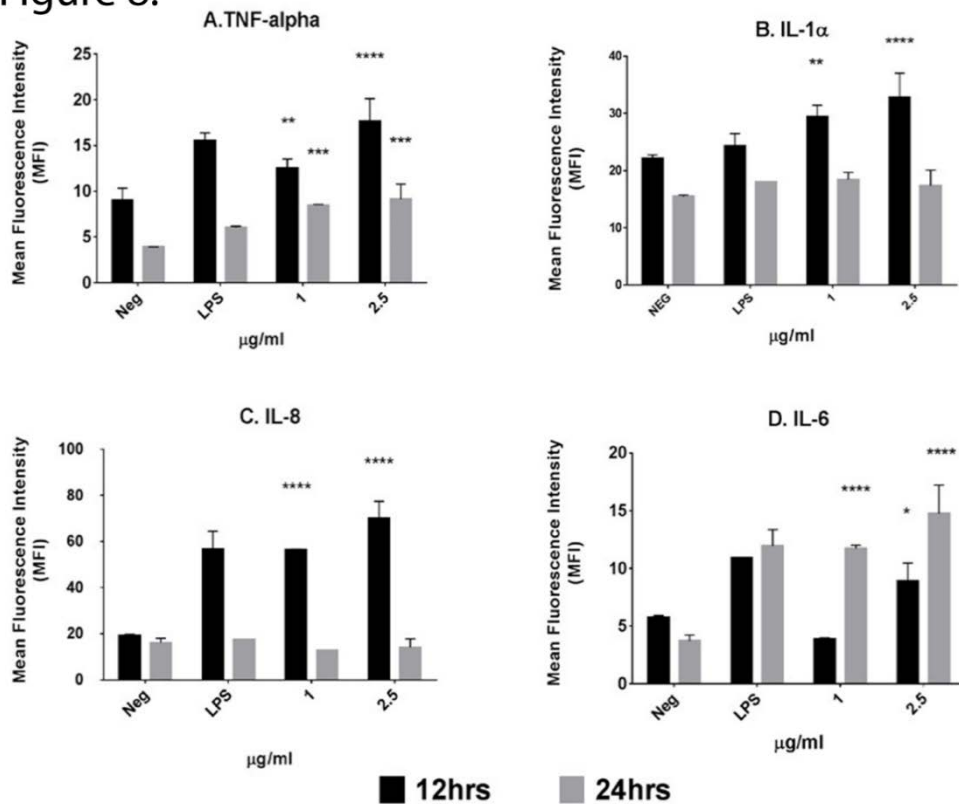 Figure 6.
A.TNF-alpha
Mean Fluorescence Intensity
(MFI)
25
20
15
10
5
0
**
***
****
***
Neg
LPS
1
2.5
μg/ml
B. IL-1α
Mean Fluorescence Intensity
(MFI)
40
30
20
10
0
**
****
NEG
LPS
1
2.5
μg/ml
C. IL-8
Mean Fluorescence Intensity
(MFI)
100
80
60
40
20
0
****
****
Neg
LPS
1
2.5
μg/ml
D. IL-6
Mean Fluorescence Intensity
(MFI)
20
15
10
5
0
****
*
****
Neg
LPS
1
2.5
μg/ml
12hrs
24hrs